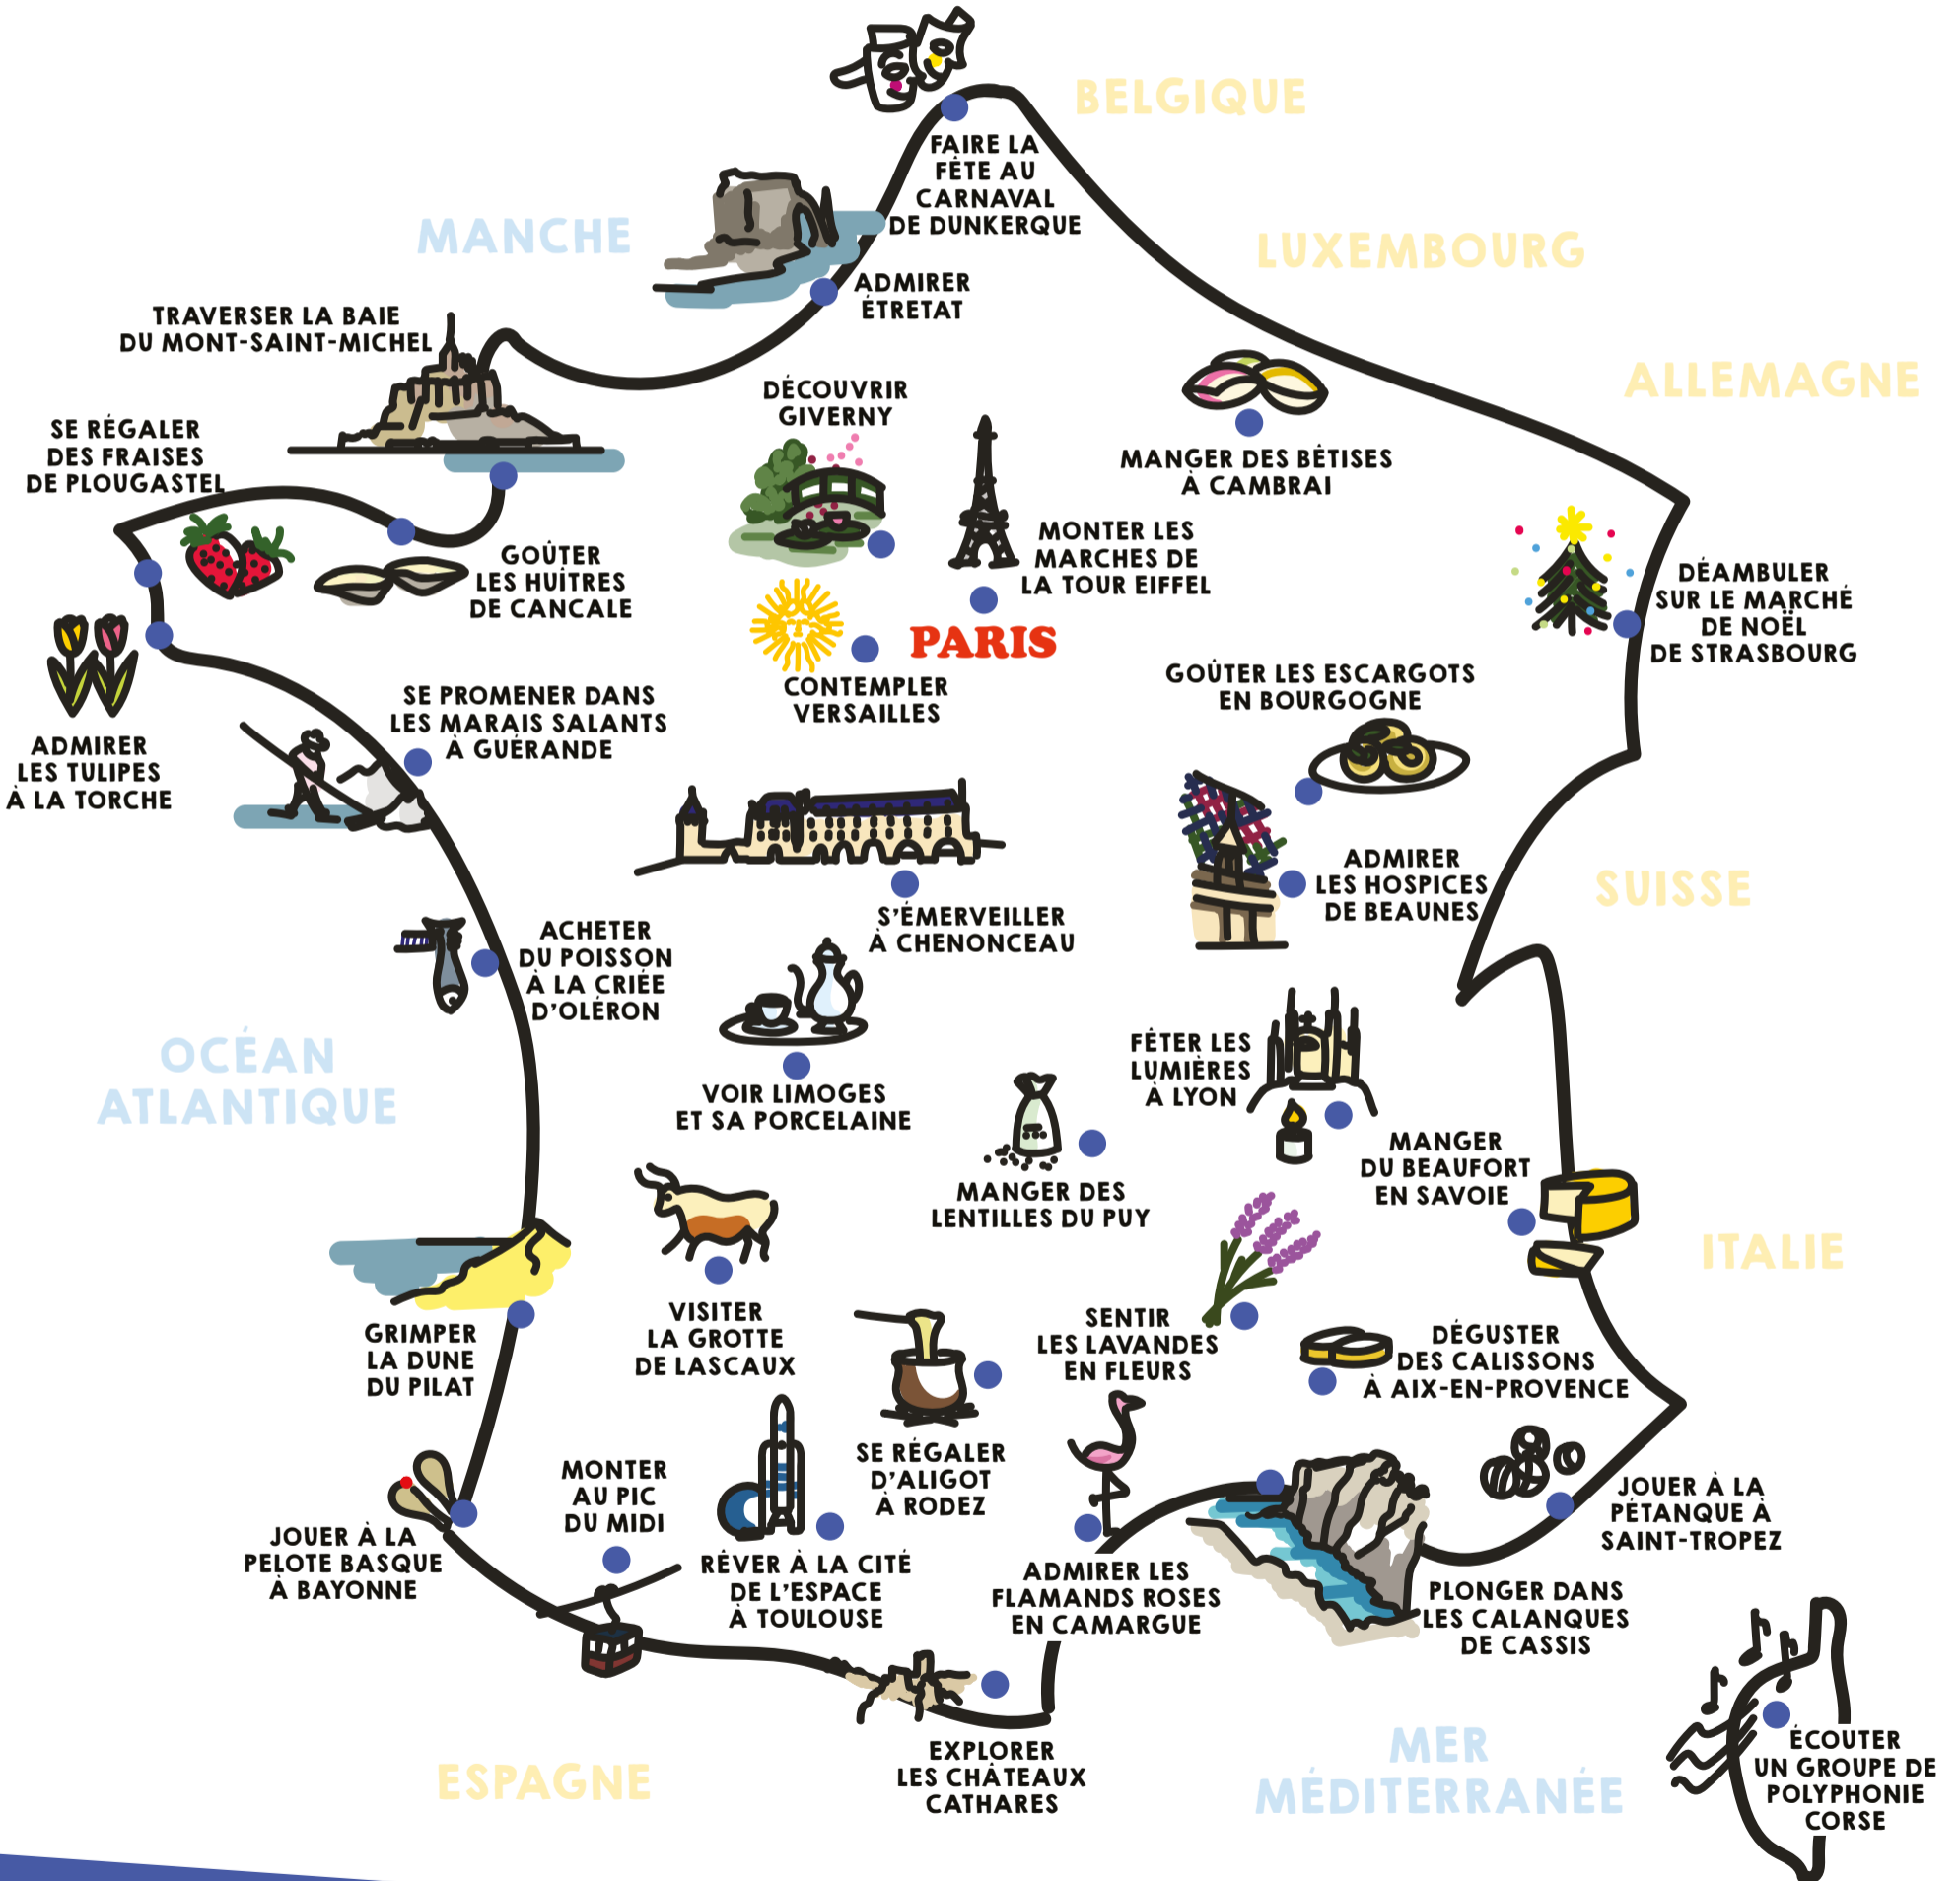 BELGIQUE
FAIRE LA
FÊTE AU
CARNAVAL
DE DUNKERQUE
MANCHE
LUXEMBOURG
ADMIRER
ÉTRETAT
TRAVERSER LA BAIE
DU MONT-SAINT-MICHEL
ALLEMAGNE
DÉCOUVRIR
GIVERNY
SE RÉGALER
DES FRAISES
DE PLOUGASTEL
MANGER DES BÊTISES
À CAMBRAI
MONTER LES
MARCHES DE
LA TOUR EIFFEL
GOÛTER
LES HUÎTRES
DE CANCALE
DÉAMBULER
SUR LE MARCHÉ
DE NOËL
DE STRASBOURG
PARIS
CONTEMPLER
VERSAILLES
GOÛTER LES ESCARGOTS
EN BOURGOGNE
SE PROMENER DANS
LES MARAIS SALANTS
À GUÉRANDE
ADMIRER
LES TULIPES
À LA TORCHE
ADMIRER
LES HOSPICES
DE BEAUNES
SUISSE
S'ÉMERVEILLER
À CHENONCEAU
ACHETER
DU POISSON
À LA CRIÉE
D'OLÉRON
OCÉAN
ATLANTIQUE
FÊTER LES
LUMIÈRES
À LYON
VOIR LIMOGES
ET SA PORCELAINE
MANGER
DU BEAUFORT
EN SAVOIE
MANGER DES
LENTILLES DU PUY
ITALIE
VISITER
LA GROTTE
DE LASCAUX
SENTIR
LES LAVANDES
EN FLEURS
GRIMPER
LA DUNE
DU PILAT
DÉGUSTER
DES CALISSONS
À AIX-EN-PROVENCE
SE RÉGALER
D'ALIGOT
À RODEZ
MONTER
AU PIC
DU MIDI
JOUER À LA
PÉTANQUE À
SAINT-TROPEZ
JOUER À LA
PELOTE BASQUE
À BAYONNE
RÊVER À LA CITÉ
DE L'ESPACE
À TOULOUSE
ADMIRER LES
FLAMANDS ROSES
EN CAMARGUE
PLONGER DANS
LES CALANQUES
DE CASSIS
EXPLORER
LES CHÂTEAUX
CATHARES
ESPAGNE
MER
MÉDITERRANÉE
ÉCOUTER
UN GROUPE DE
POLYPHONIE
CORSE